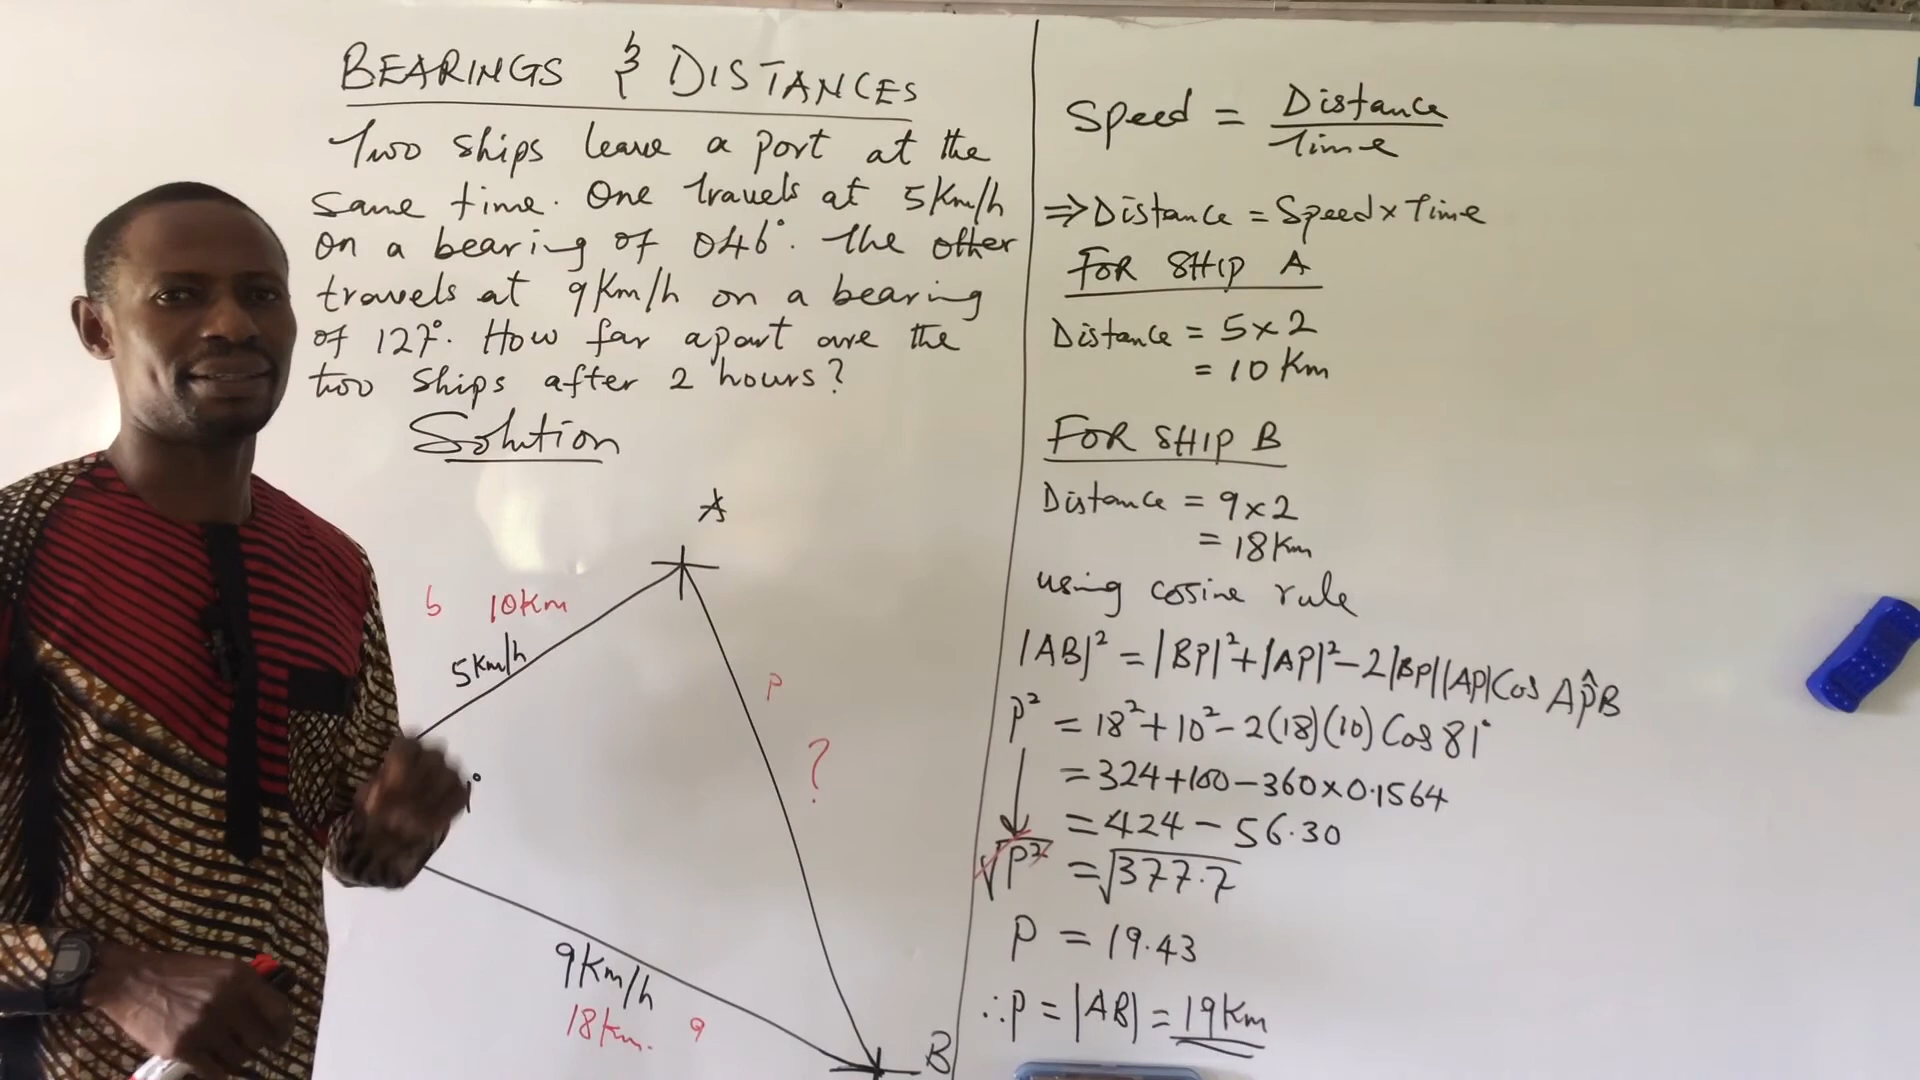 BEARINGS & DISTANCES
Two ships leave a port at the
same time. One travels at 5km/h
on a bearing of 046°. The other
travels at 9km/h on a bearing
of 127°. How far apart are the
two ships after 2 hours?
Solution
A
b 10km
5km/h
p
?
1°
9km/h
18km. a
B
Speed = Distance
Time
⇒Distance = Speed×Time
FOR SHIP A
Distance = 5×2
= 10 Km
FOR SHIP B
Distance = 9×2
= 18km
using cosine rule
|AB|² = |BP|²+|AP|²-2|BP||AP|Cos AP̂B
P² = 18²+10²-2(18)(10)Cos 81°
= 324+100-360×0.1564
= 424-56.30
√P² = √377.7
P = 19.43
∴P = |AB| = 19km